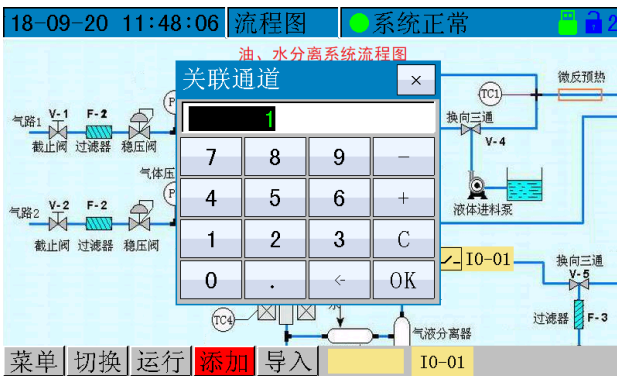 18-09-20 11:48:06 流程图 系统正常 2
油、水分离系统流程图
关联通道 ×
1
7 8 9 -
4 5 6 +
1 2 3 C
0 . <- OK
微反预热
TC1
换向三通
V-4
气路1 V-1 F-2 P
截止阀 过滤器 稳压阀
气体压
气路2 V-2 F-2 P
截止阀 过滤器 稳压阀
液体进料泵
IO-01
换向三通
V-5
TC4
水
气液分离器
过滤器 F-3
菜单 切换 运行 添加 导入 IO-01